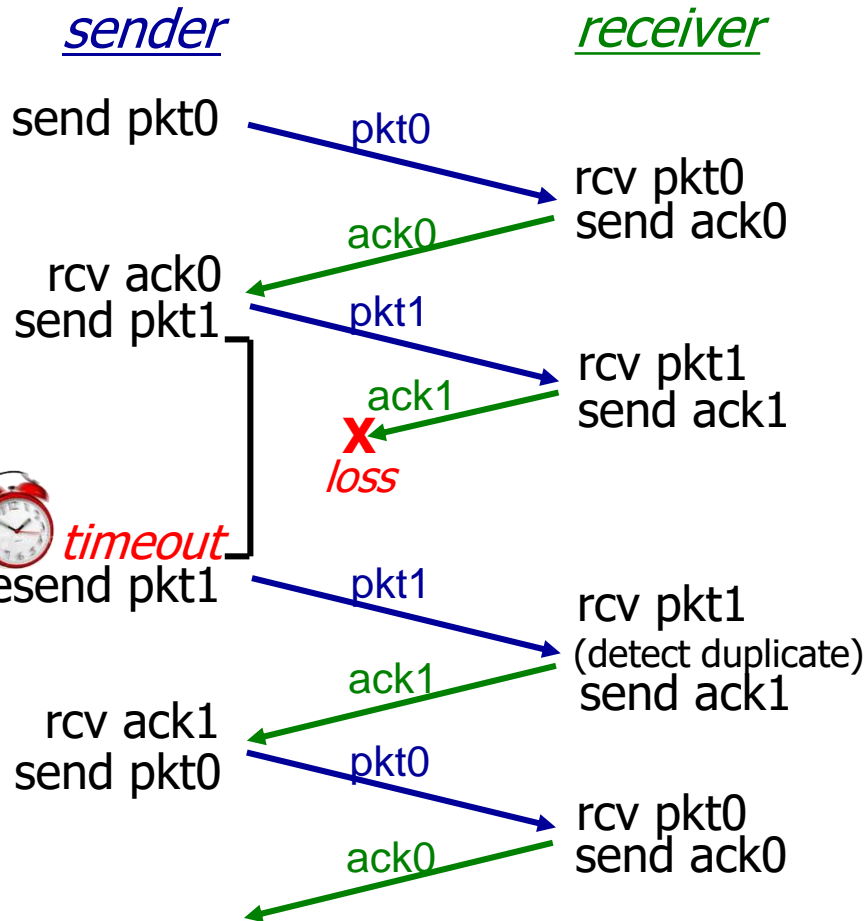 sender
receiver
send pkt0
pkt0
rcv pkt0
send ack0
ack0
rcv ack0
send pkt1
pkt1
rcv pkt1
send ack1
ack1
X
loss
timeout
esend pkt1
pkt1
rcv pkt1
(detect duplicate)
send ack1
ack1
rcv ack1
send pkt0
pkt0
rcv pkt0
send ack0
ack0